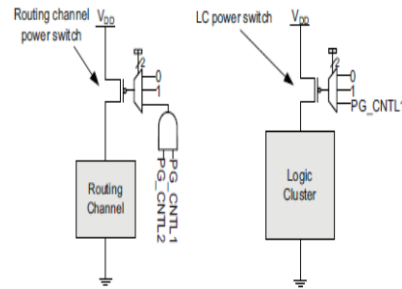 Routing channel
power switch
VDD
2
0
1
Routing
Channel
PG_CNTL1
PG_CNTL2
LC power switch
VDD
2
0
1
PG_CNTL1
Logic
Cluster